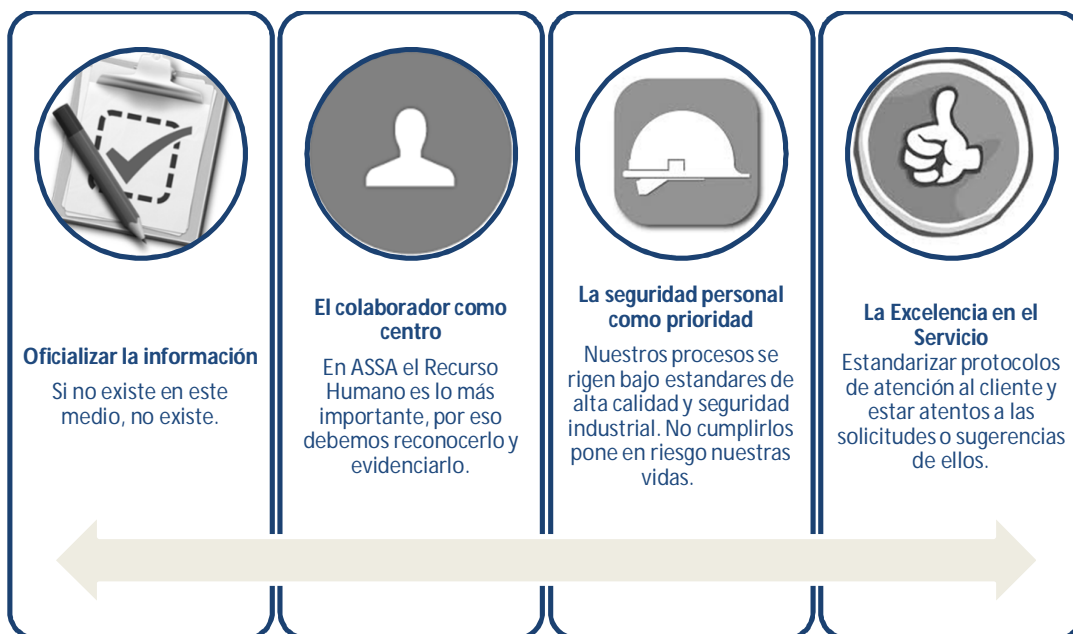 Oficializar la información
Si no existe en este
medio, no existe.
El colaborador como
centro
En ASSA el Recurso
Humano es lo más
importante, por eso
debemos reconocerlo y
evidenciarlo.
La seguridad personal
como prioridad
Nuestros procesos se
rigen bajo estandares de
alta calidad y seguridad
industrial. No cumplirlos
pone en riesgo nuestras
vidas.
La Excelencia en el
Servicio
Estandarizar protocolos
de atención al cliente y
estar atentos a las
solicitudes o sugerencias
de ellos.